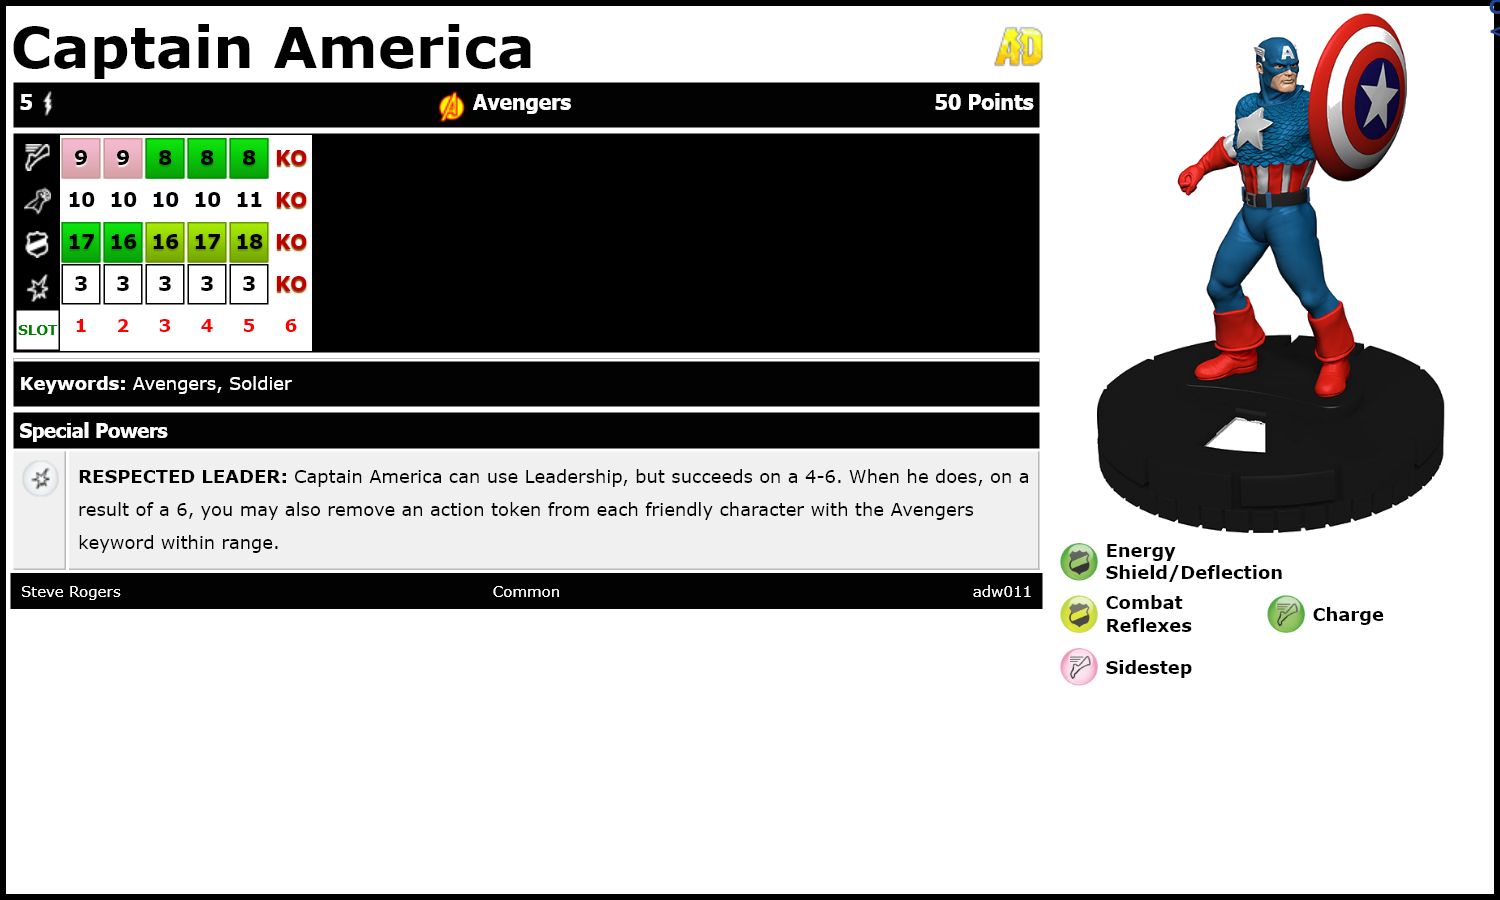 Captain America
AD
5 Avengers 50 Points
9 9 8 8 8 KO
10 10 10 10 11 KO
17 16 16 17 18 KO
3 3 3 3 3 KO
SLOT 1 2 3 4 5 6
Keywords: Avengers, Soldier
Special Powers
RESPECTED LEADER: Captain America can use Leadership, but succeeds on a 4-6. When he does, on a
result of a 6, you may also remove an action token from each friendly character with the Avengers
keyword within range.
Steve Rogers Common adw011
A
Energy
Shield/Deflection
Combat
Reflexes
Charge
Sidestep